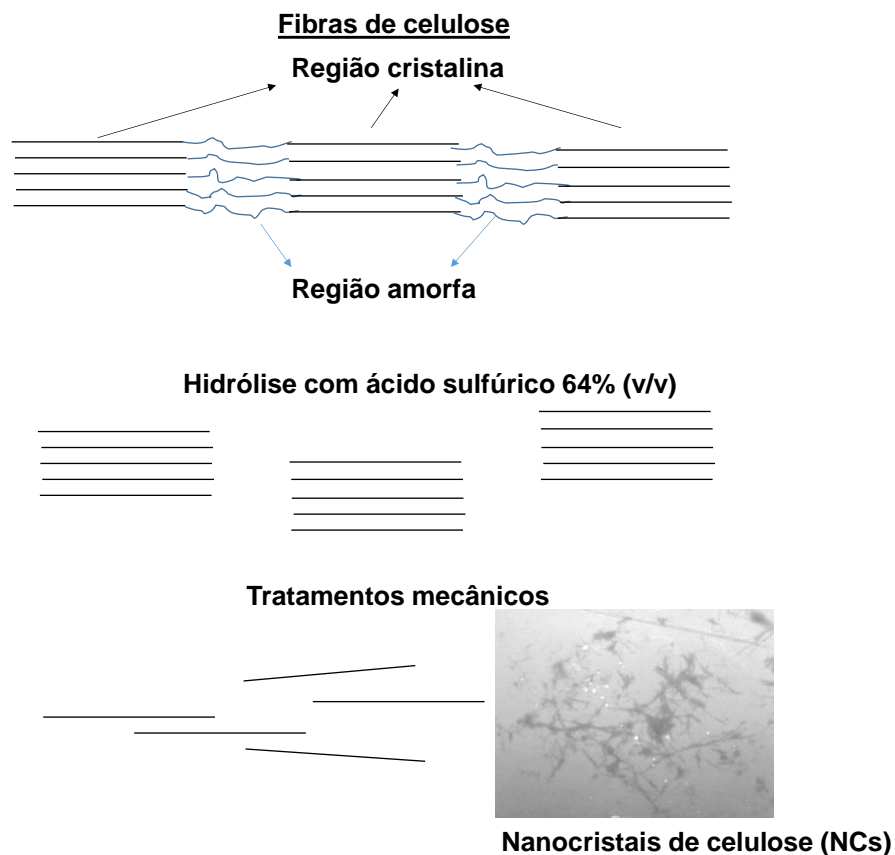 Fibras de celulose
Região cristalina
Região amorfa
Hidrólise com ácido sulfúrico 64% (v/v)
Tratamentos mecânicos
Nanocristais de celulose (NCs)